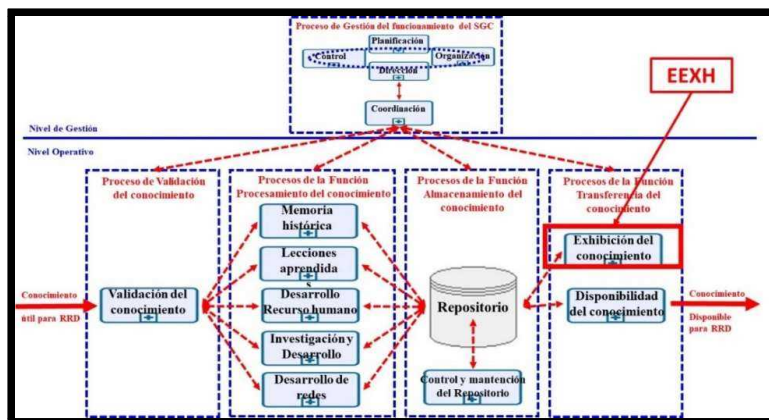 Proceso de Gestión del funcionamiento del SGC
Planificación
Control
Organización
Dirección
Coordinación
EEXH
Nivel de Gestión
Nivel Operativo
Proceso de Validación
del conocimiento
Procesos de la Función
Procesamiento del conocimiento
Procesos de la Función
Almacenamiento del
conocimiento
Procesos de la Función
Transferencia del
conocimiento
Memoria
histórica
Lecciones
aprendida
s
Desarrollo
Recurso humano
Investigación y
Desarrollo
Desarrollo de
redes
Conocimiento
útil para RRD
Validación del
conocimiento
Repositorio
Control y mantención
del Repositorio
Exhibición del
conocimiento
Disponibilidad
del conocimiento
Conocimiento
Disponible
para RRD